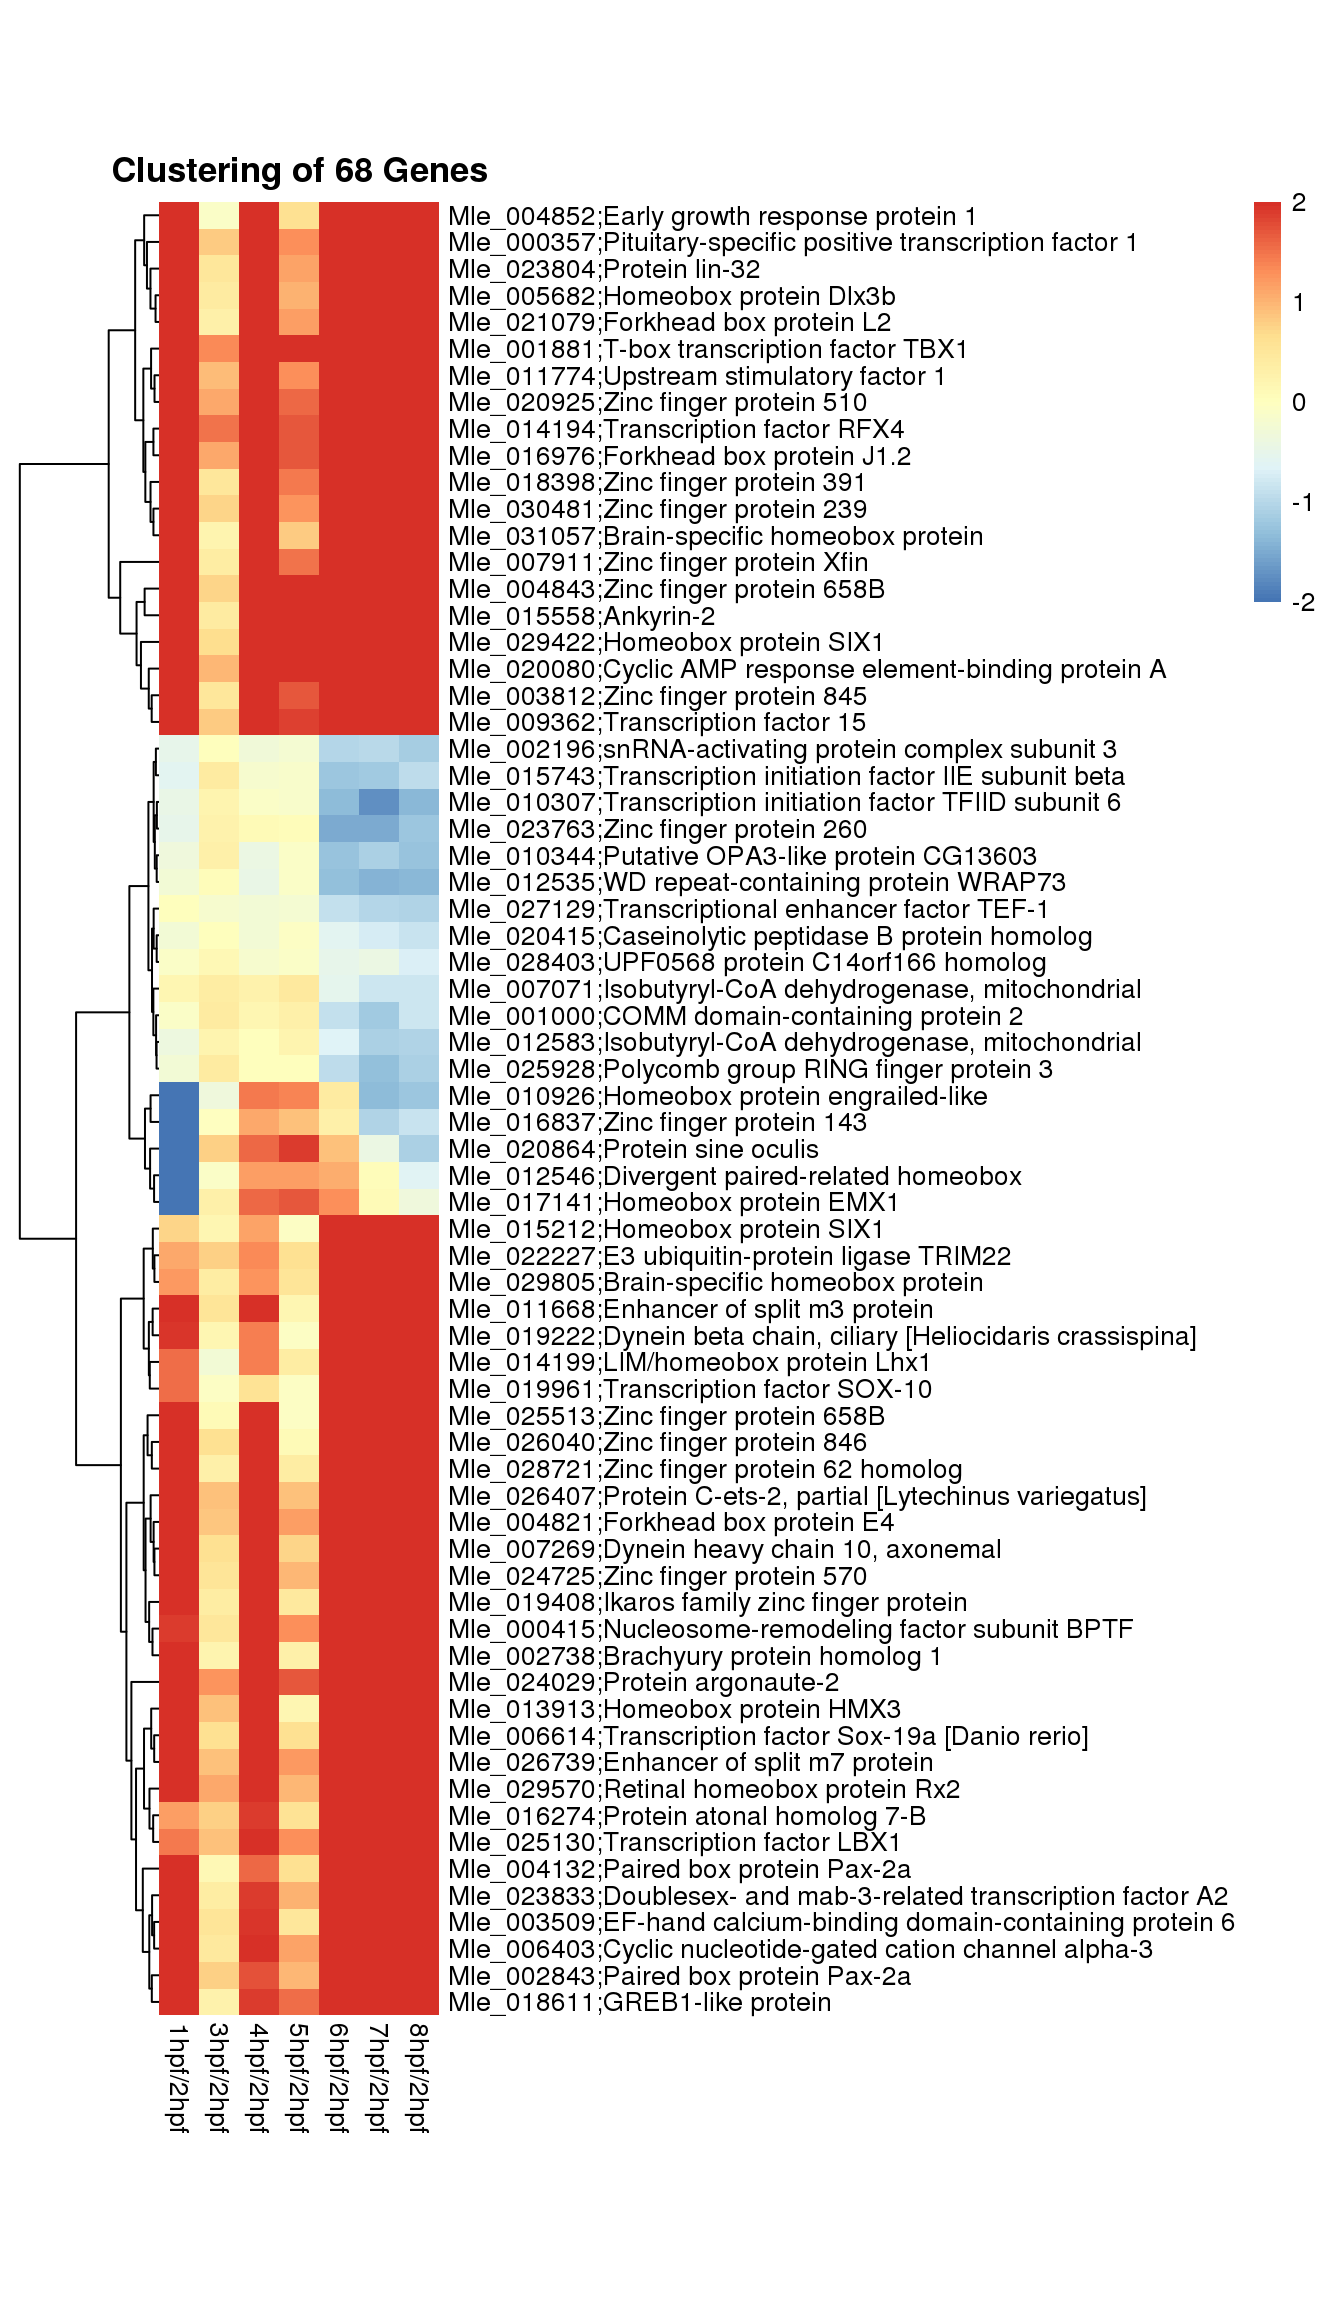 Clustering of 68 Genes
Mle_004852;Early growth response protein 1
Mle_000357;Pituitary-specific positive transcription factor 1
Mle_023804;Protein lin-32
Mle_005682;Homeobox protein Dlx3b
Mle_021079;Forkhead box protein L2
Mle_001881;T-box transcription factor TBX1
Mle_011774;Upstream stimulatory factor 1
Mle_020925;Zinc finger protein 510
Mle_014194;Transcription factor RFX4
Mle_016976;Forkhead box protein J1.2
Mle_018398;Zinc finger protein 391
Mle_030481;Zinc finger protein 239
Mle_031057;Brain-specific homeobox protein
Mle_007911;Zinc finger protein Xfin
Mle_004843;Zinc finger protein 658B
Mle_015558;Ankyrin-2
Mle_029422;Homeobox protein SIX1
Mle_020080;Cyclic AMP response element-binding protein A
Mle_003812;Zinc finger protein 845
Mle_009362;Transcription factor 15
Mle_002196;snRNA-activating protein complex subunit 3
Mle_015743;Transcription initiation factor IIE subunit beta
Mle_010307;Transcription initiation factor TFIID subunit 6
Mle_023763;Zinc finger protein 260
Mle_010344;Putative OPA3-like protein CG13603
Mle_012535;WD repeat-containing protein WRAP73
Mle_027129;Transcriptional enhancer factor TEF-1
Mle_020415;Caseinolytic peptidase B protein homolog
Mle_028403;UPF0568 protein C14orf166 homolog
Mle_007071;Isobutyryl-CoA dehydrogenase, mitochondrial
Mle_001000;COMM domain-containing protein 2
Mle_012583;Isobutyryl-CoA dehydrogenase, mitochondrial
Mle_025928;Polycomb group RING finger protein 3
Mle_010926;Homeobox protein engrailed-like
Mle_016837;Zinc finger protein 143
Mle_020864;Protein sine oculis
Mle_012546;Divergent paired-related homeobox
Mle_017141;Homeobox protein EMX1
Mle_015212;Homeobox protein SIX1
Mle_022227;E3 ubiquitin-protein ligase TRIM22
Mle_029805;Brain-specific homeobox protein
Mle_011668;Enhancer of split m3 protein
Mle_019222;Dynein beta chain, ciliary [Heliocidaris crassispina]
Mle_014199;LIM/homeobox protein Lhx1
Mle_019961;Transcription factor SOX-10
Mle_025513;Zinc finger protein 658B
Mle_026040;Zinc finger protein 846
Mle_028721;Zinc finger protein 62 homolog
Mle_026407;Protein C-ets-2, partial [Lytechinus variegatus]
Mle_004821;Forkhead box protein E4
Mle_007269;Dynein heavy chain 10, axonemal
Mle_024725;Zinc finger protein 570
Mle_019408;Ikaros family zinc finger protein
Mle_000415;Nucleosome-remodeling factor subunit BPTF
Mle_002738;Brachyury protein homolog 1
Mle_024029;Protein argonaute-2
Mle_013913;Homeobox protein HMX3
Mle_006614;Transcription factor Sox-19a [Danio rerio]
Mle_026739;Enhancer of split m7 protein
Mle_029570;Retinal homeobox protein Rx2
Mle_016274;Protein atonal homolog 7-B
Mle_025130;Transcription factor LBX1
Mle_004132;Paired box protein Pax-2a
Mle_023833;Doublesex- and mab-3-related transcription factor A2
Mle_003509;EF-hand calcium-binding domain-containing protein 6
Mle_006403;Cyclic nucleotide-gated cation channel alpha-3
Mle_002843;Paired box protein Pax-2a
Mle_018611;GREB1-like protein
1hpf/2hpf
3hpf/2hpf
4hpf/2hpf
5hpf/2hpf
6hpf/2hpf
7hpf/2hpf
8hpf/2hpf
2
1
0
-1
-2